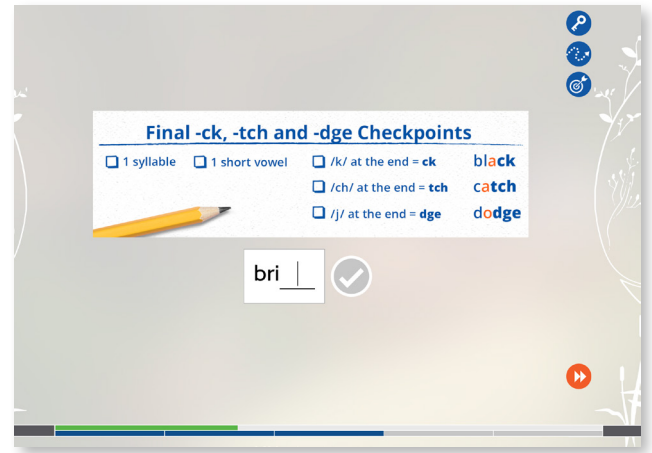 Final -ck, -tch and -dge Checkpoints
1 syllable 1 short vowel /k/ at the end = ck black
/ch/ at the end = tch catch
/j/ at the end = dge dodge
bri__